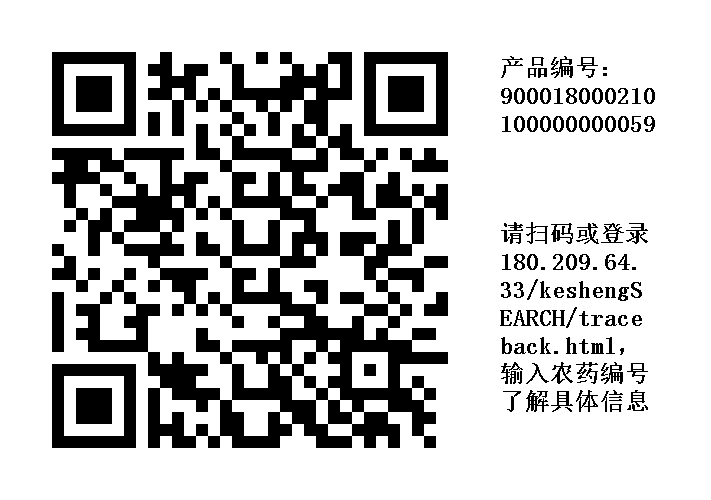 产品编号：
900018000210
100000000059
请扫码或登录
180.209.64.
33/keshengS
EARCH/trace
back.html,
输入农药编号
了解具体信息